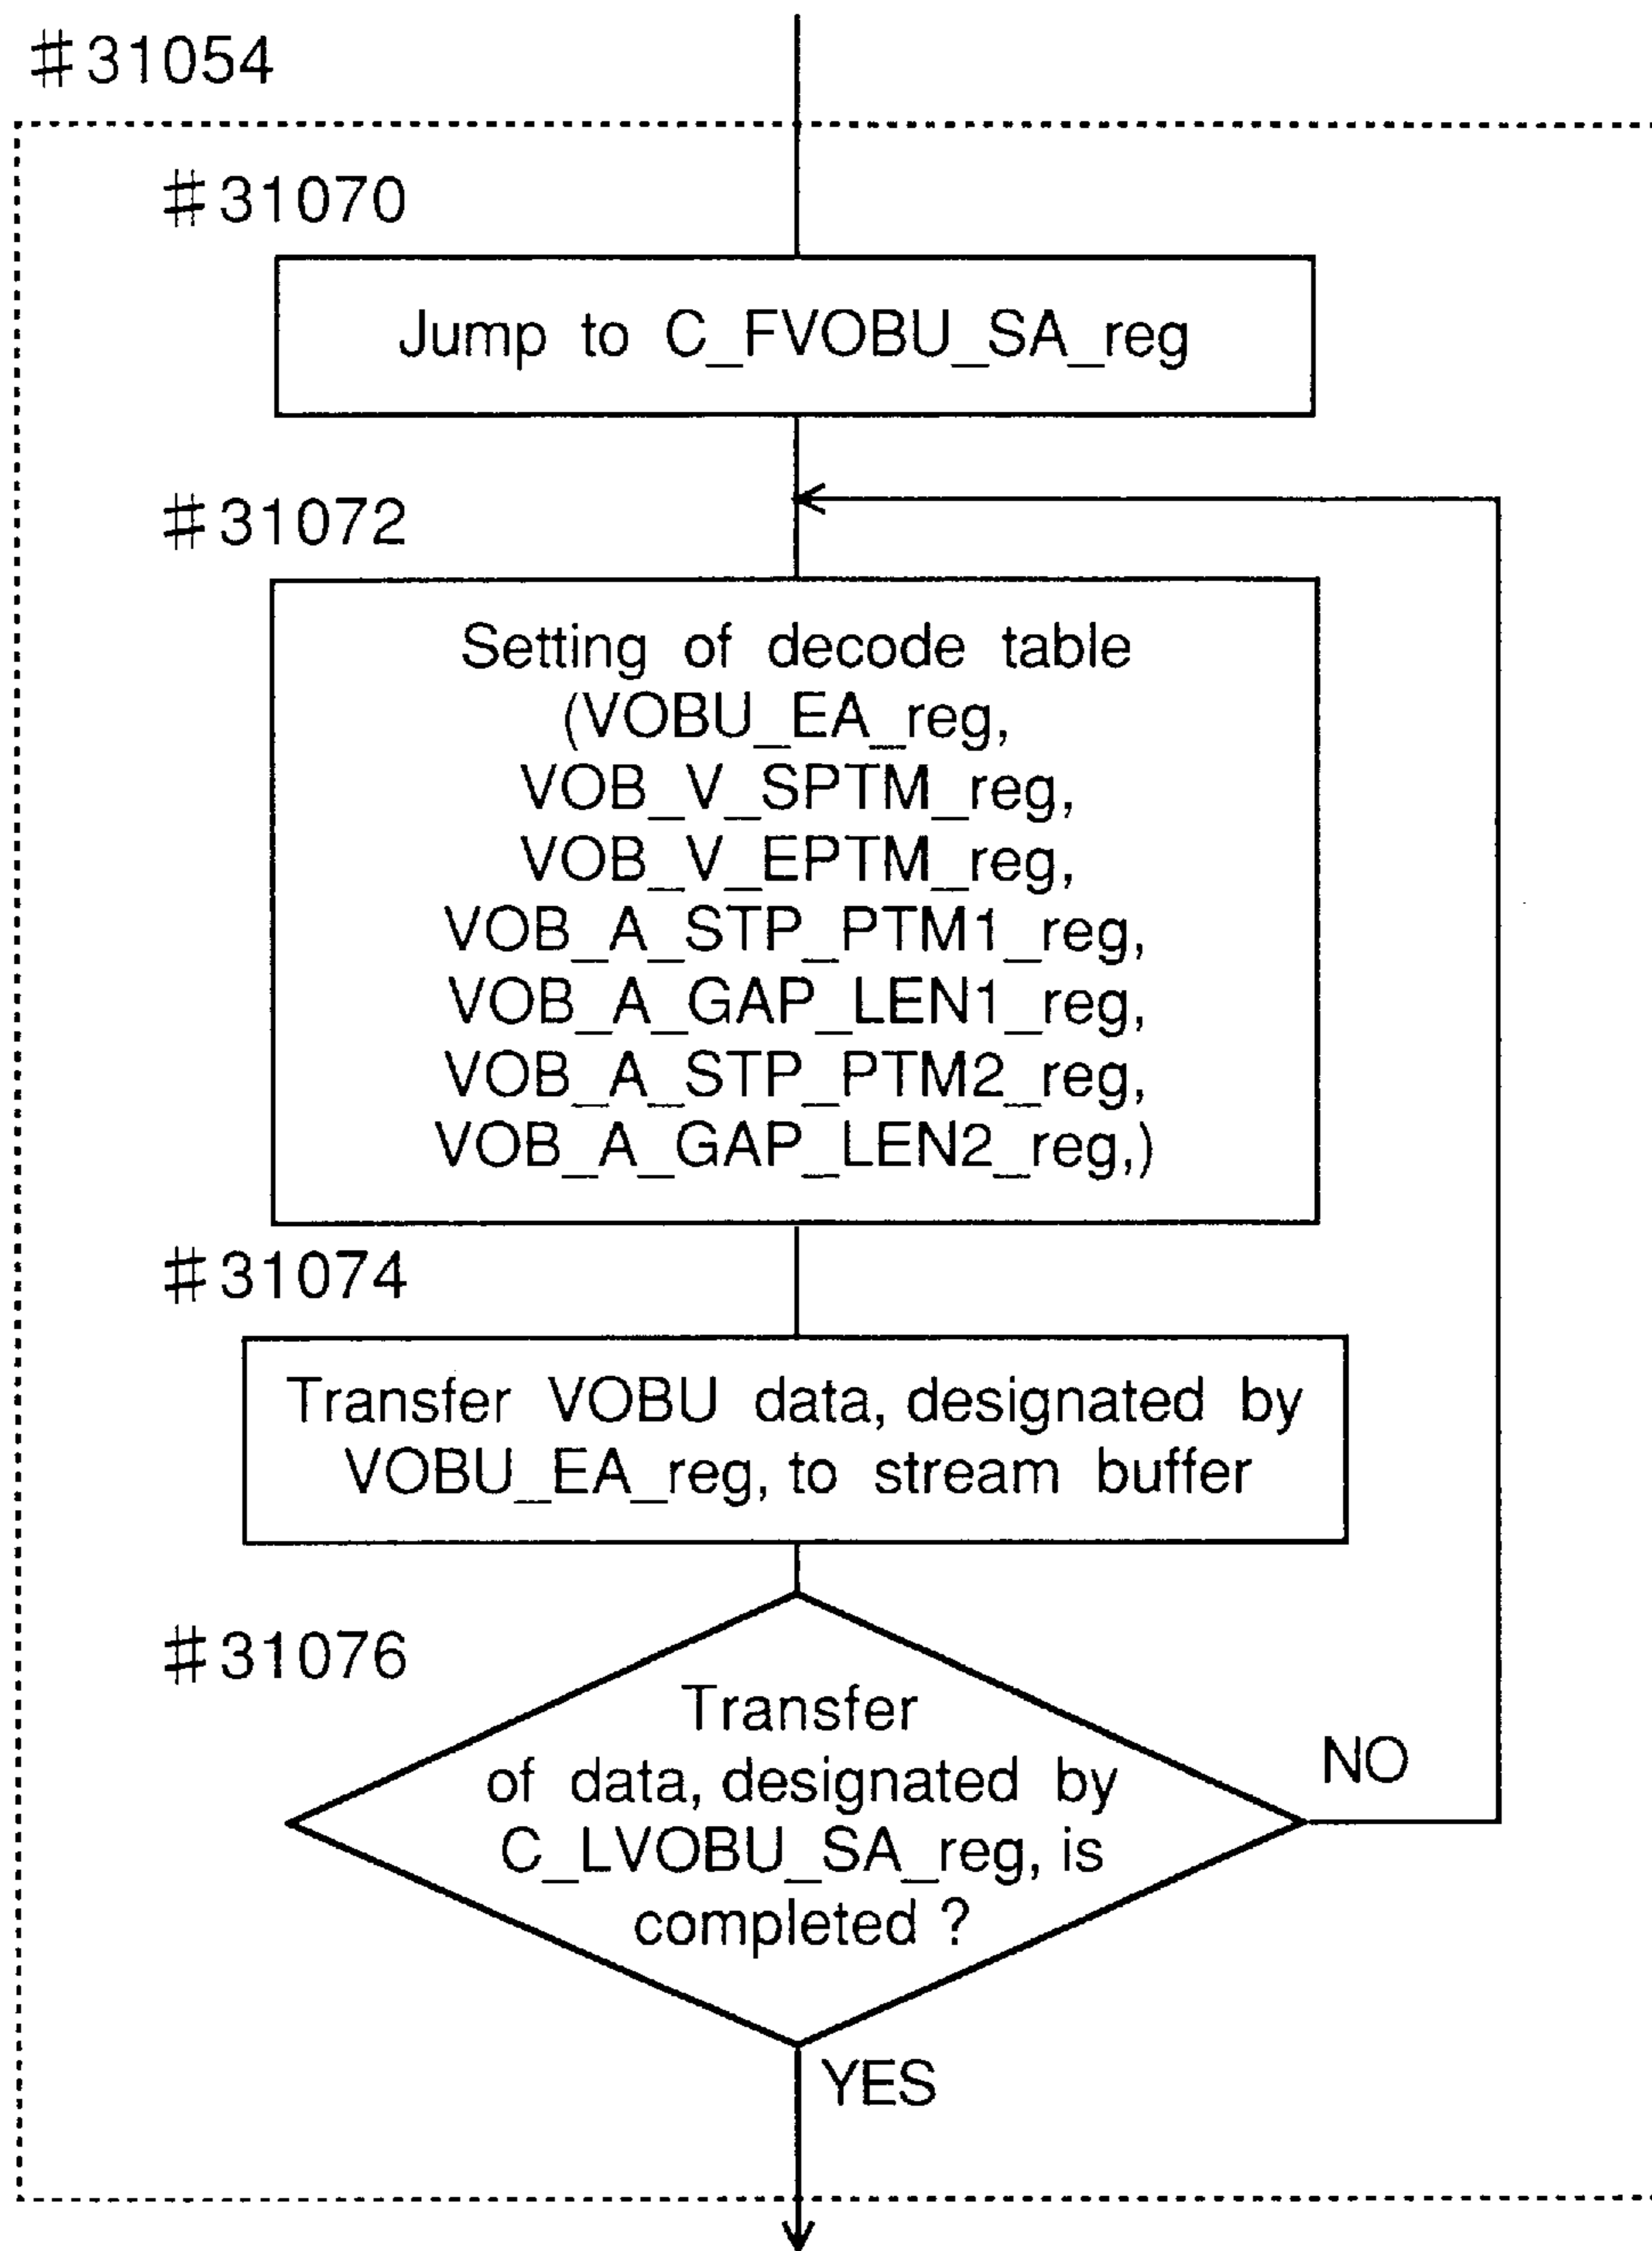 #31054
#31070
Jump to C_FVOBU_SA_reg
#31072
Setting of decode table
(VOBU_EA_reg,
VOB_V_SPTM_reg,
VOB_V_EPTM_reg,
VOB_A_STP_PTM1_reg,
VOB_A_GAP_LEN1_reg,
VOB_A_STP_PTM2_reg,
VOB_A_GAP_LEN2_reg,)
#31074
Transfer VOBU data, designated by
VOBU_EA_reg, to stream buffer
#31076
Transfer
of data, designated by
C_LVOBU_SA_reg, is
completed ?
NO
YES